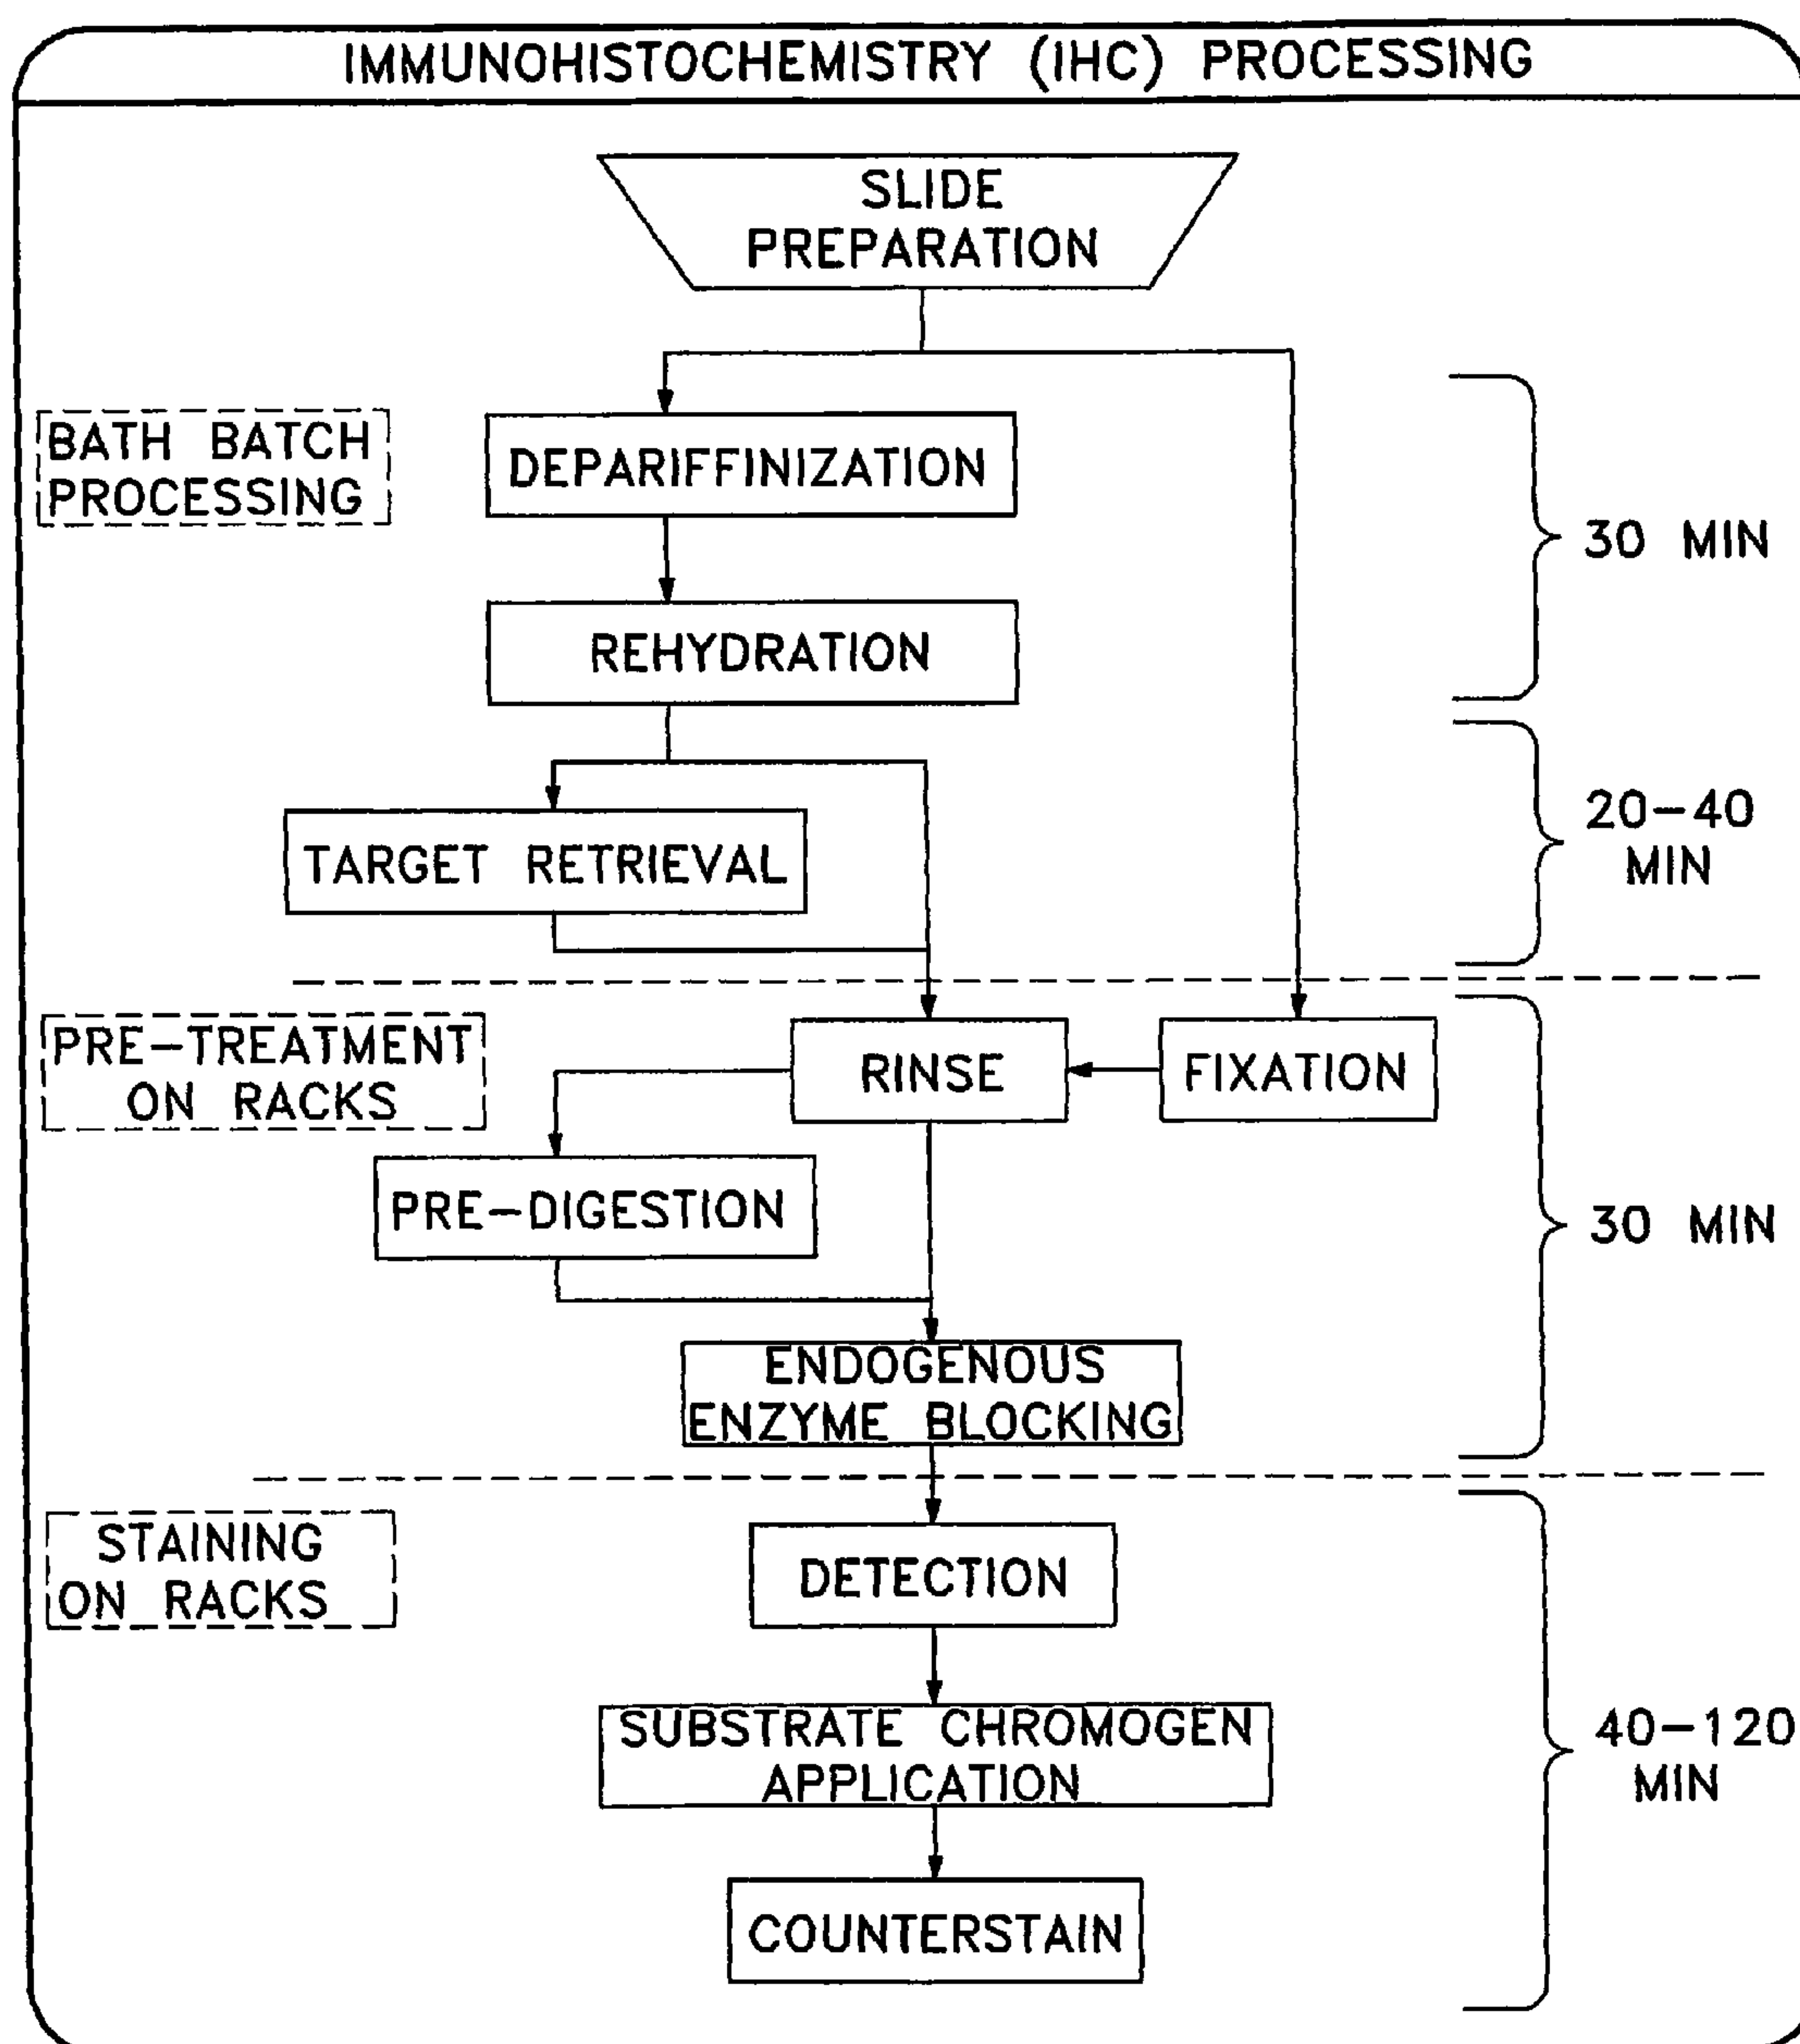 IMMUNOHISTOCHEMISTRY (IHC) PROCESSING
SLIDE
PREPARATION
BATH BATCH
PROCESSING
DEPARIFFINIZATION
30 MIN
REHYDRATION
TARGET RETRIEVAL
20-40
MIN
PRE-TREATMENT
ON RACKS
RINSE
FIXATION
PRE-DIGESTION
30 MIN
ENDOGENOUS
ENZYME BLOCKING
STAINING
ON RACKS
DETECTION
SUBSTRATE CHROMOGEN
APPLICATION
40-120
MIN
COUNTERSTAIN